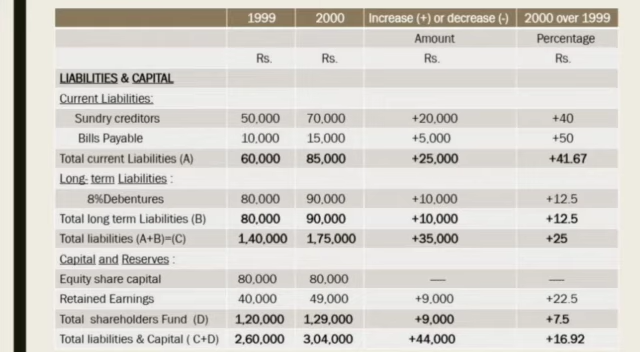 1999 2000 Increase (+) or decrease (-) 2000 over 1999
Amount Percentage
Rs. Rs. Rs. Rs.
LIABILITIES & CAPITAL
Current Liabilities:
Sundry creditors 50,000 70,000 +20,000 +40
Bills Payable 10,000 15,000 +5,000 +50
Total current Liabilities (A) 60,000 85,000 +25,000 +41.67
Long- term Liabilities :
8%Debentures 80,000 90,000 +10,000 +12.5
Total long term Liabilities (B) 80,000 90,000 +10,000 +12.5
Total liabilities (A+B)=(C) 1,40,000 1,75,000 +35,000 +25
Capital and Reserves :
Equity share capital 80,000 80,000 — —
Retained Earnings 40,000 49,000 +9,000 +22.5
Total shareholders Fund (D) 1,20,000 1,29,000 +9,000 +7.5
Total liabilities & Capital ( C+D) 2,60,000 3,04,000 +44,000 +16.92